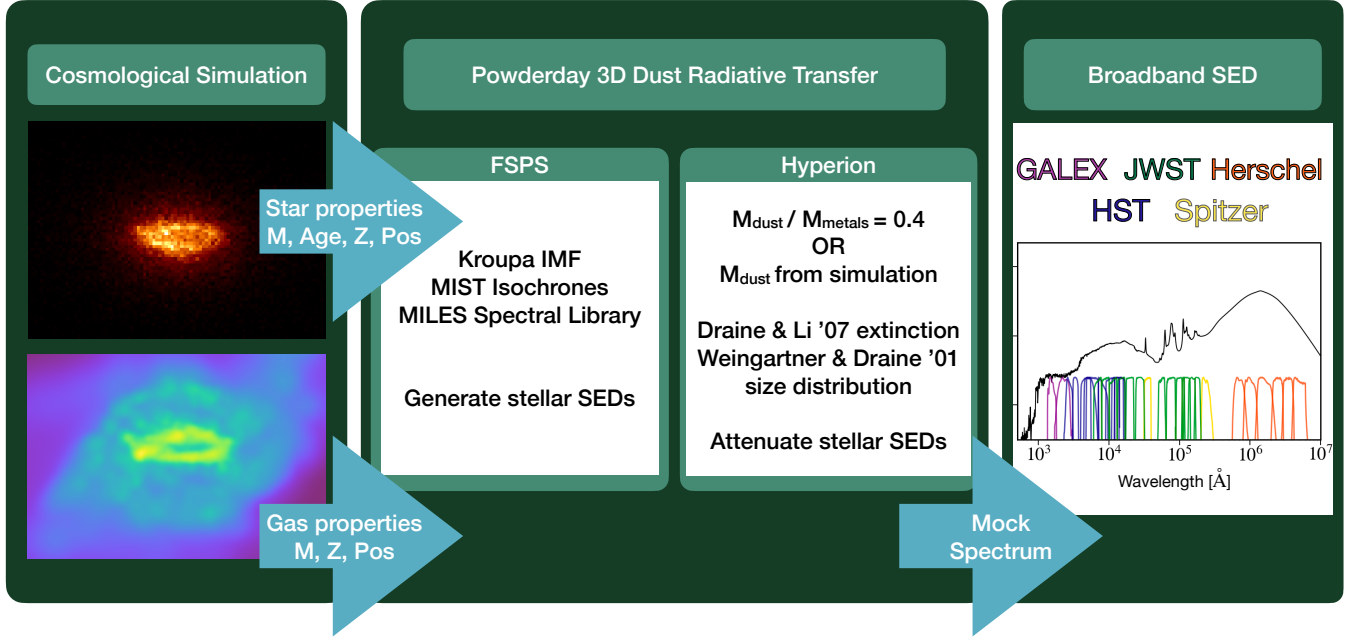 Cosmological Simulation
Star properties
M, Age, Z, Pos
Gas properties
M, Z, Pos
Powderday 3D Dust Radiative Transfer
FSPS
Kroupa IMF
MIST Isochrones
MILES Spectral Library
Generate stellar SEDs
Hyperion
Mdust / Mmetals = 0.4
OR
Mdust from simulation
Draine & Li ’07 extinction
Weingartner & Draine ’01
size distribution
Attenuate stellar SEDs
Mock
Spectrum
Broadband SED
GALEX JWST Herschel
HST Spitzer
10³ 10⁴ 10⁵ 10⁶ 10⁷
Wavelength [Å]